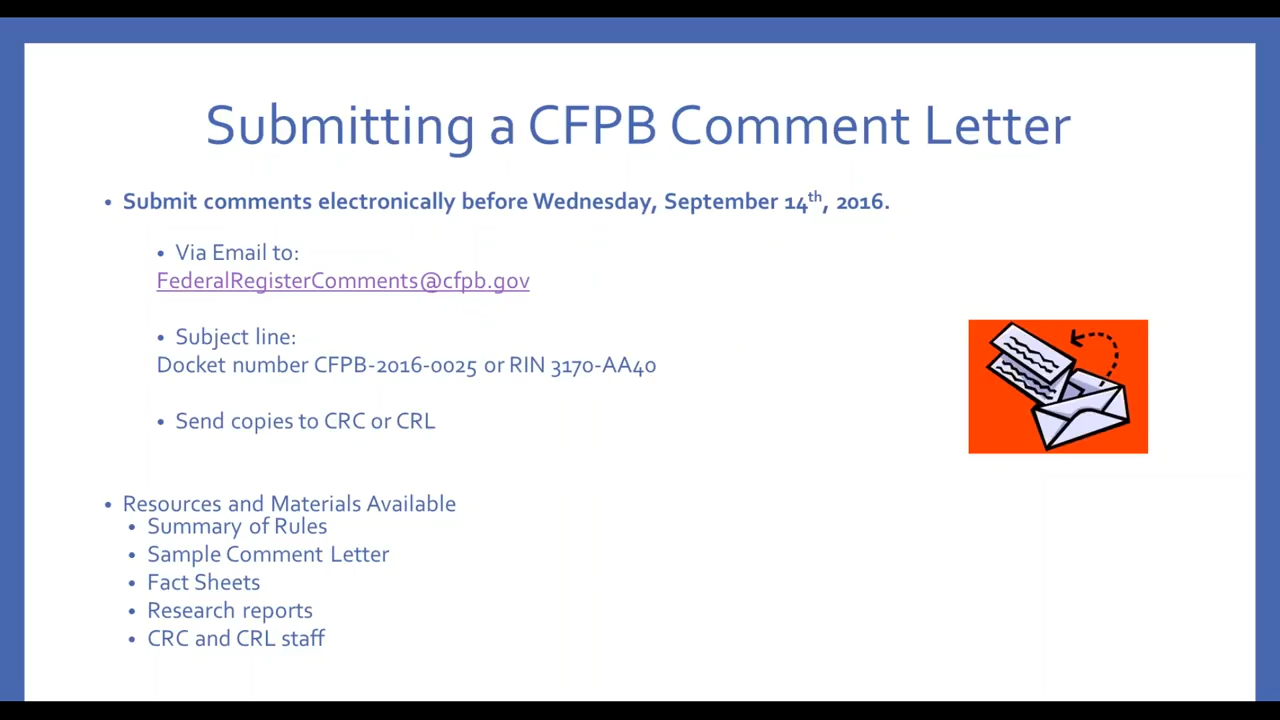 Submitting a CFPB Comment Letter
• Submit comments electronically before Wednesday, September 14th, 2016.
• Via Email to:
FederalRegisterComments@cfpb.gov
• Subject line:
Docket number CFPB-2016-0025 or RIN 3170-AA40
• Send copies to CRC or CRL
• Resources and Materials Available
• Summary of Rules
• Sample Comment Letter
• Fact Sheets
• Research reports
• CRC and CRL staff